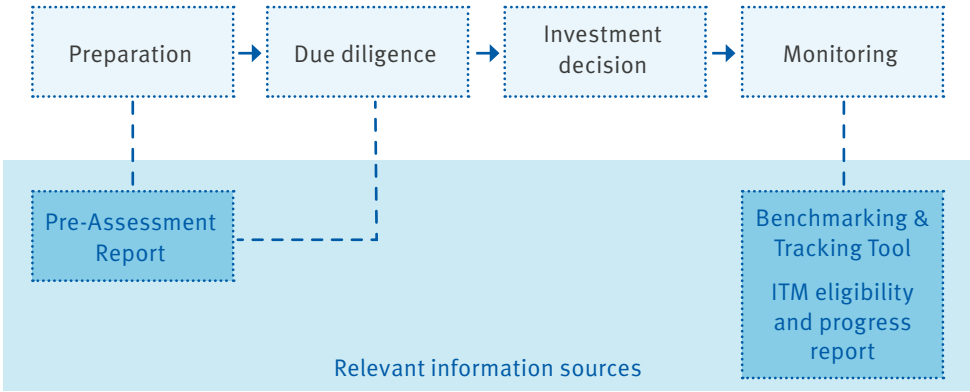 Preparation
Due diligence
Investment
decision
Monitoring
Pre-Assessment
Report
Benchmarking &
Tracking Tool
ITM eligibility
and progress
report
Relevant information sources